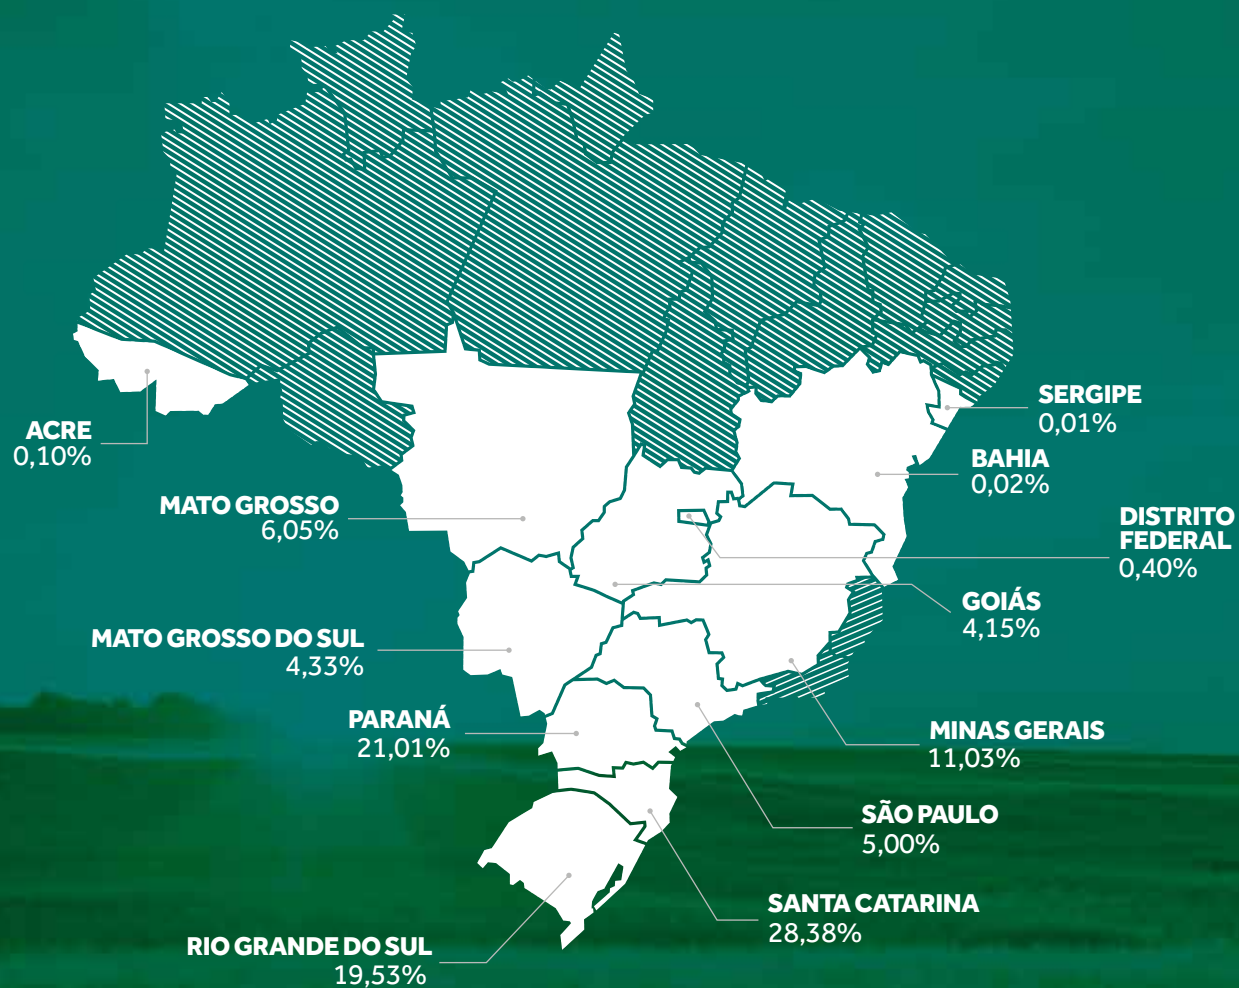 SERGIPE
0,01%
ACRE
0,10%
BAHIA
0,02%
MATO GROSSO
6,05%
DISTRITO
FEDERAL
0,40%
GOIÁS
4,15%
MATO GROSSO DO SUL
4,33%
PARANÁ
21,01%
MINAS GERAIS
11,03%
SÃO PAULO
5,00%
SANTA CATARINA
28,38%
RIO GRANDE DO SUL
19,53%